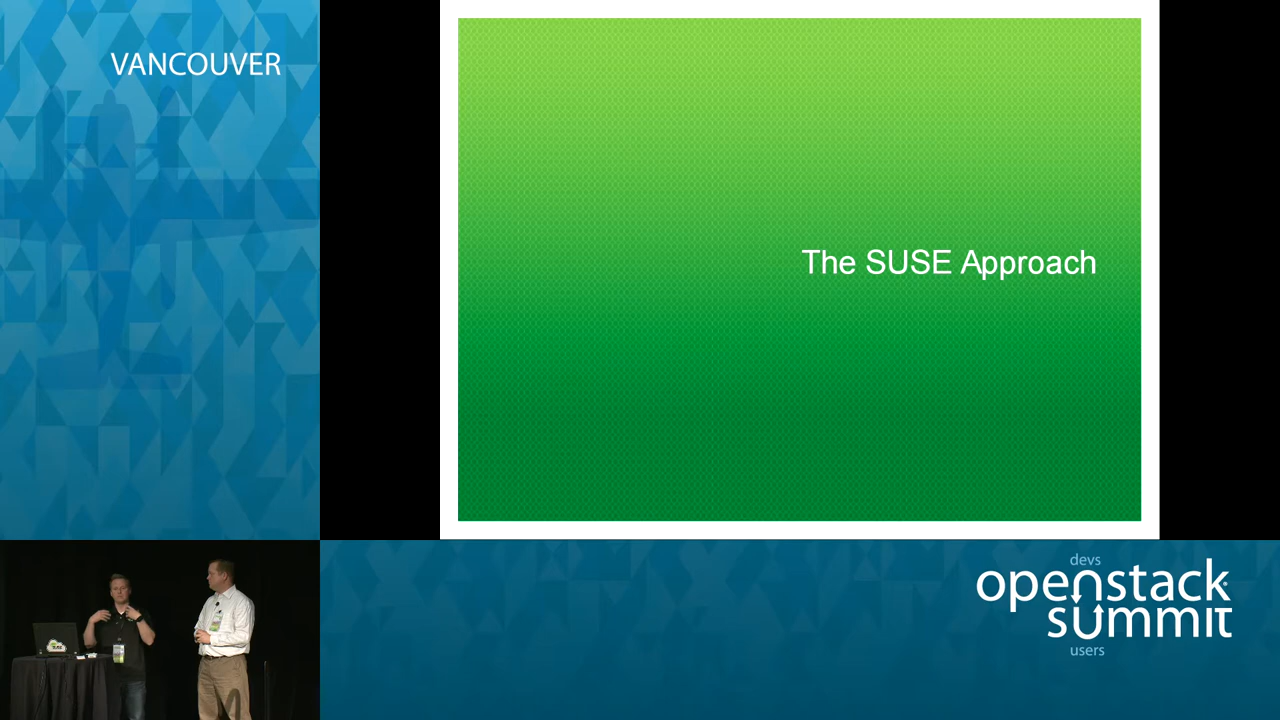 VANCOUVER
The SUSE Approach
devs
openstack
summit
users